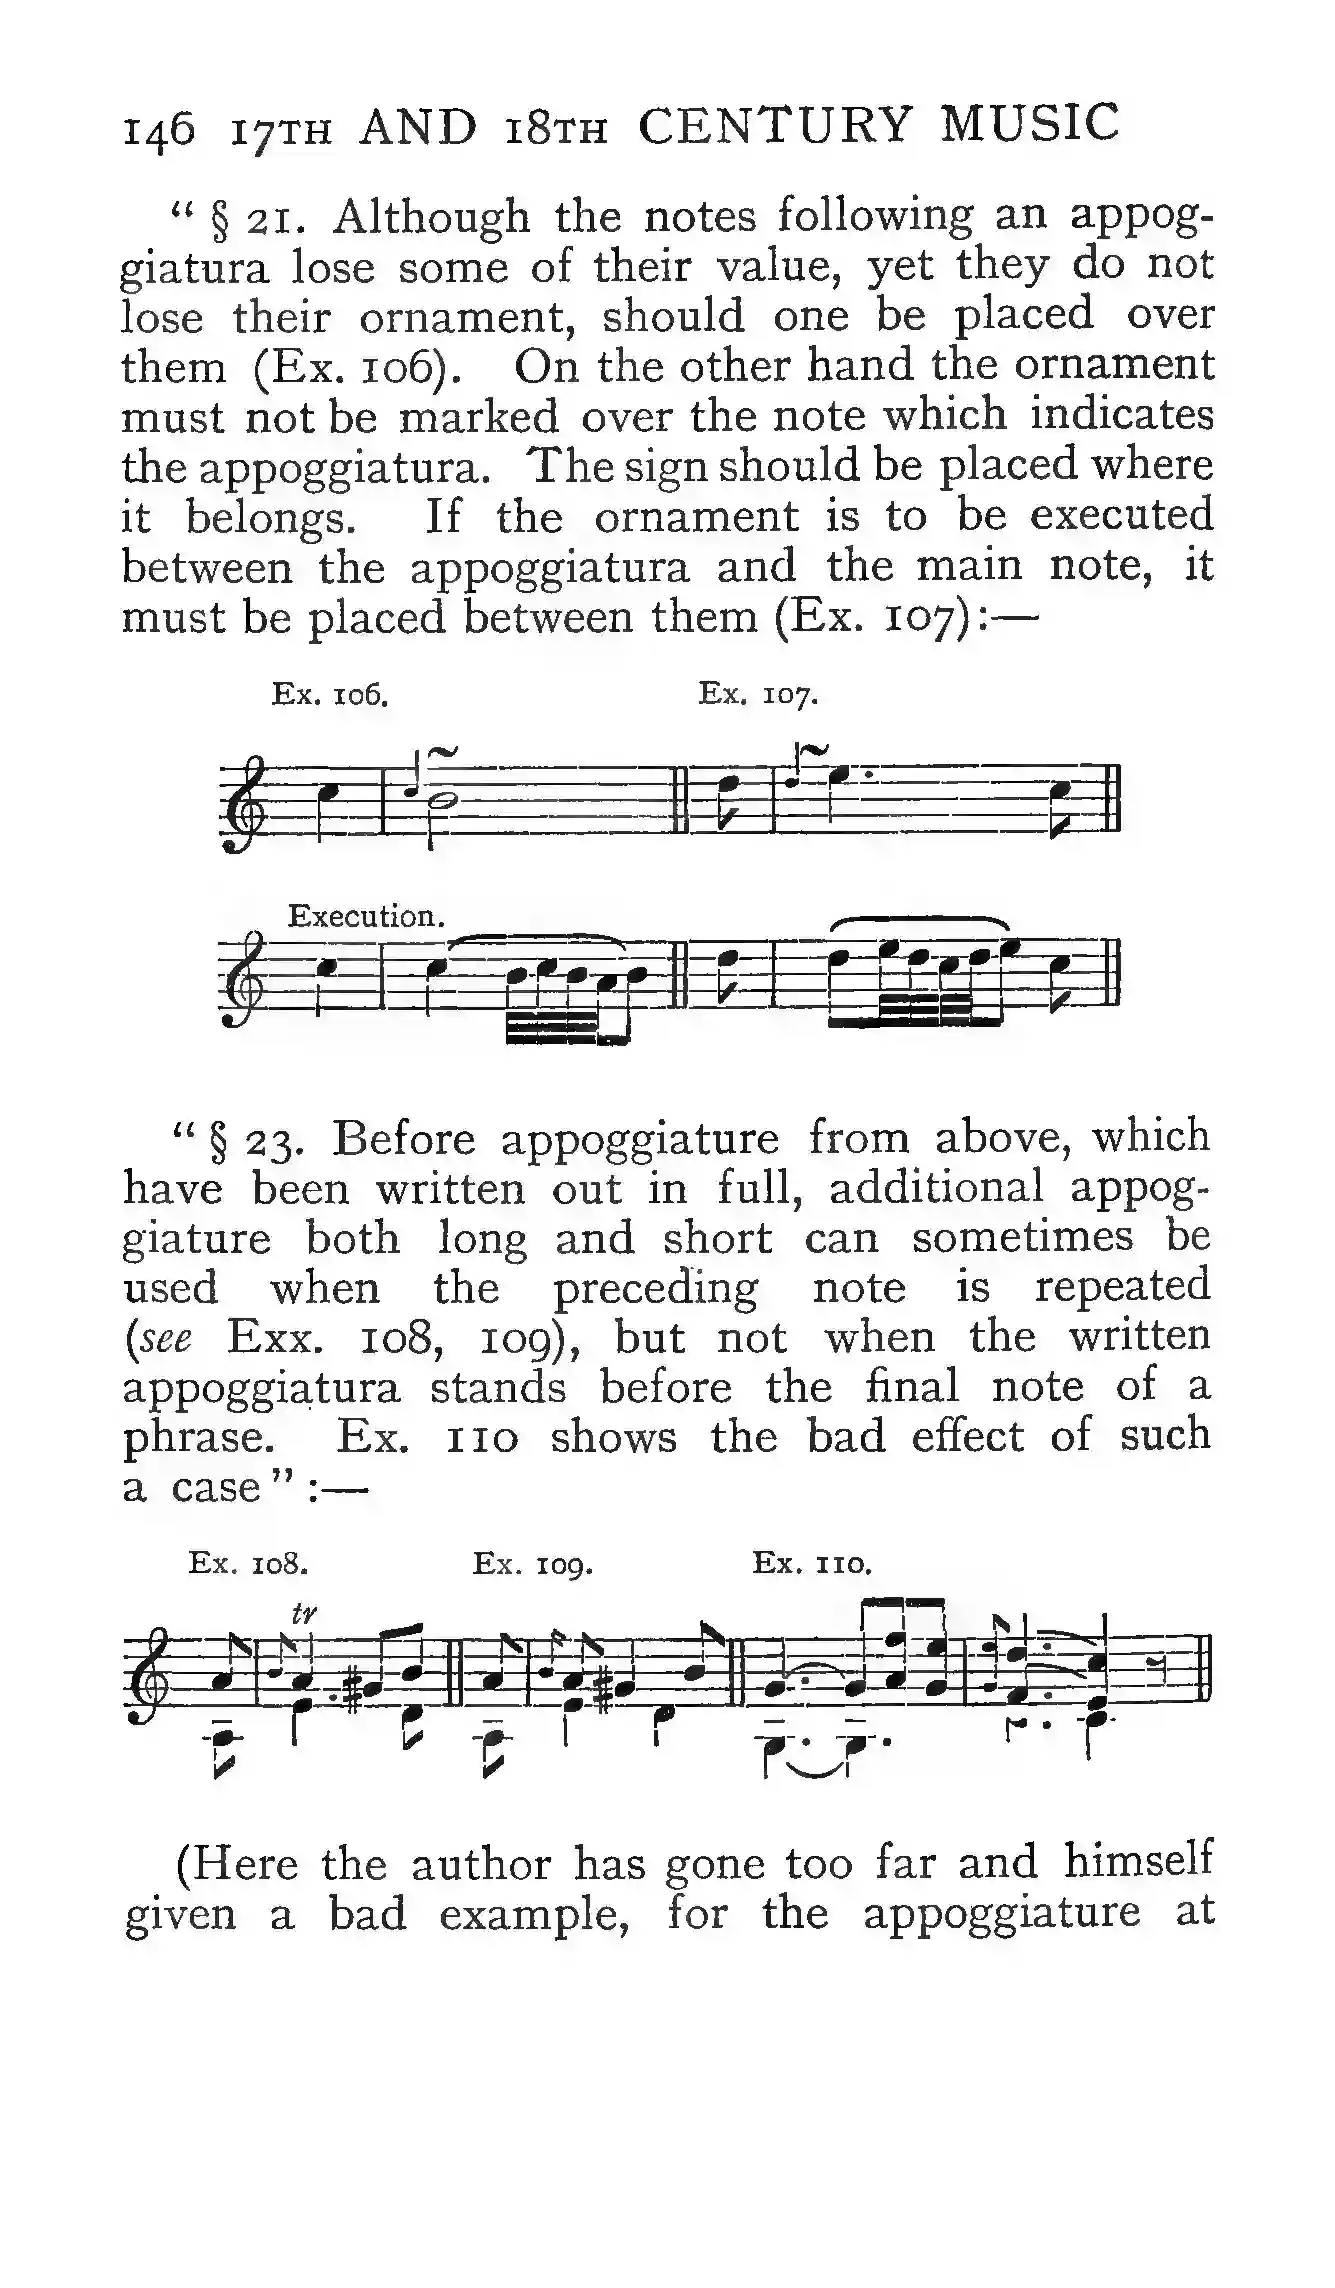 146 17TH AND 18TH CENTURY MUSIC
“ § 21. Although the notes following an appog-
giatura lose some of their value, yet they do not
lose their ornament, should one be placed over
them (Ex. 106). On the other hand the ornament
must not be marked over the note which indicates
the appoggiatura. The sign should be placed where
it belongs. If the ornament is to be executed
between the appoggiatura and the main note, it
must be placed between them (Ex. 107):—
Ex. 106. Ex. 107.
Execution.
“ § 23. Before appoggiature from above, which
have been written out in full, additional appog-
giature both long and short can sometimes be
used when the preceding note is repeated
(see Exx. 108, 109), but not when the written
appoggiatura stands before the final note of a
phrase. Ex. 110 shows the bad effect of such
a case ” :—
Ex. 108. Ex. 109. Ex. 110.
tr
(Here the author has gone too far and himself
given a bad example, for the appoggiature at